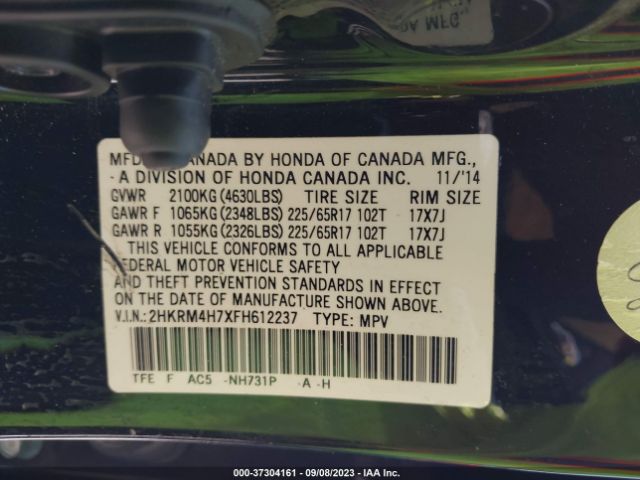 A MFG
MFD CANADA BY HONDA OF CANADA MFG.,
-A DIVISION OF HONDA CANADA INC. 11/'14
GVWR 2100KG (4630LBS) TIRE SIZE RIM SIZE
GAWR F 1065KG (2348LBS) 225/65R17 102T 17X7J
GAWR R 1055KG (2326LBS) 225/65R17 102T 17X7J
THIS VEHICLE CONFORMS TO ALL APPLICABLE
FEDERAL MOTOR VEHICLE SAFETY
AND THEFT PREVENTION STANDARDS IN EFFECT
ON THE DATE OF MANUFACTURE SHOWN ABOVE.
V.I.N.: 2HKRM4H7XFH612237 TYPE: MPV
TFE F AC5 -NH731P -A -H
000-37304161 - 09/08/2023 - IAA Inc.